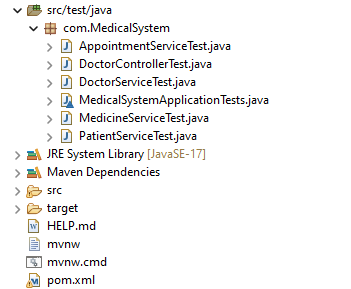 src/test/java
com.MedicalSystem
AppointmentServiceTest.java
DoctorControllerTest.java
DoctorServiceTest.java
MedicalSystemApplicationTests.java
MedicineServiceTest.java
PatientServiceTest.java
JRE System Library [JavaSE-17]
Maven Dependencies
src
target
HELP.md
mvnw
mvnw.cmd
pom.xml